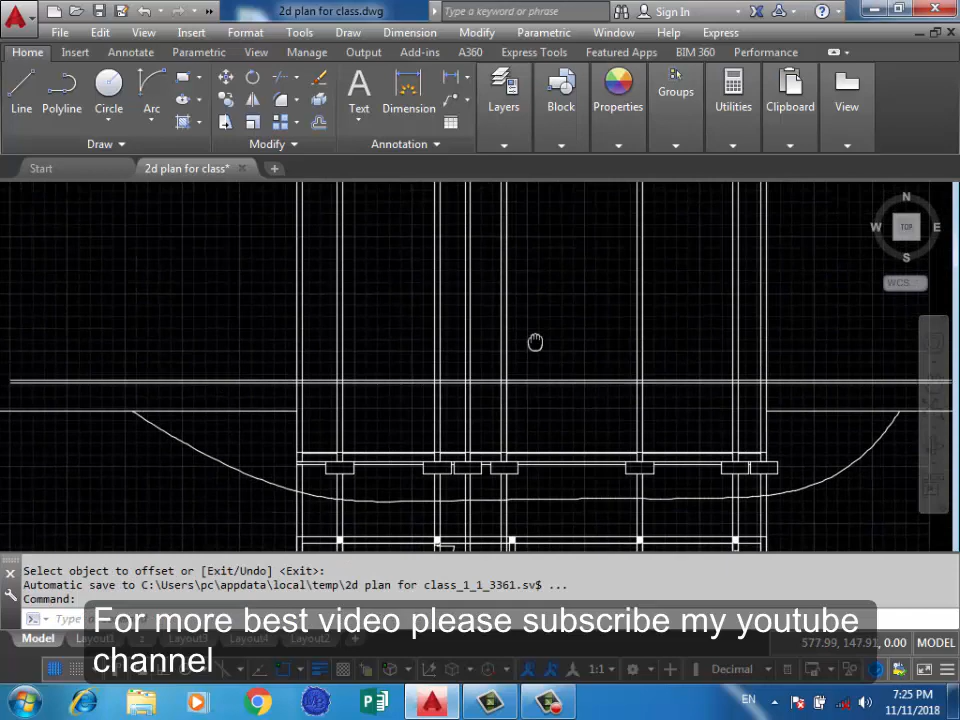 2d plan for class.dwg
Type a keyword or phrase
Sign In
File Edit View Insert Format Tools Draw Dimension Modify Parametric Window Help Express
Home Insert Annotate Parametric View Manage Output Add-ins A360 Express Tools Featured Apps BIM 360 Performance
Line Polyline Circle Arc Text Dimension Layers Block Properties Groups Utilities Clipboard View
Draw Modify Annotation
Start 2d plan for class*
N
W TOP E
S
WCS
Select object to offset or [Exit/Undo] <Exit>:
Automatic save to C:\Users\pc\appdata\local\temp\2d plan for class_1_1_3361.sv$ ...
Command:
For more best video please subscribe my youtube
channel
Model Layout1 Layout4 Layout2
577.99, 147.91, 0.00 MODEL
1:1 Decimal
EN
7:25 PM
11/11/2018